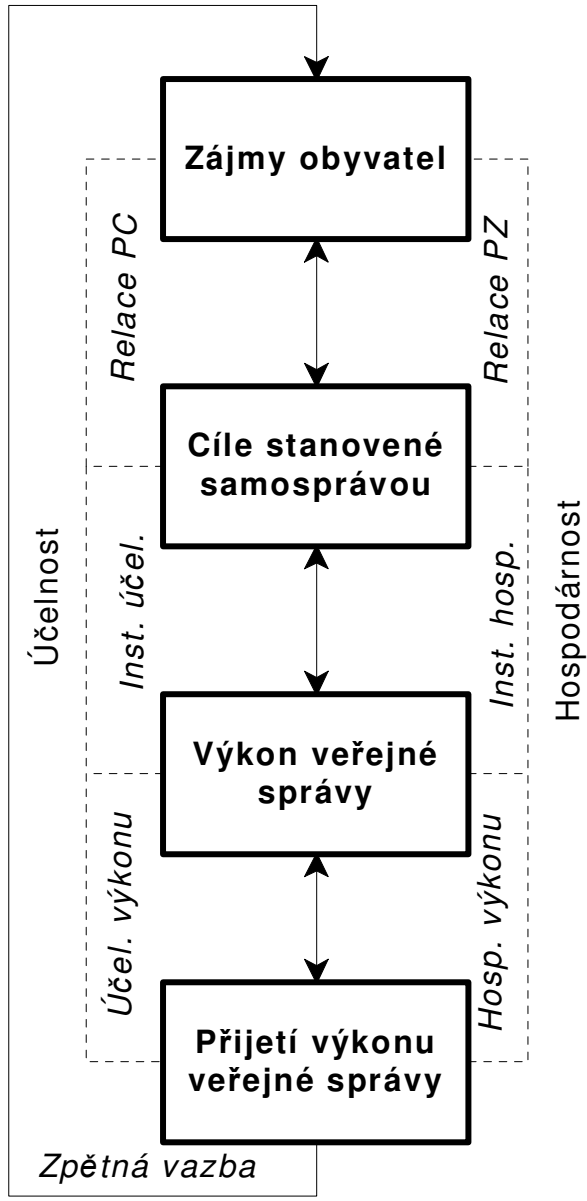 Zájmy obyvatel
Relace PC
Relace PZ
Cíle stanovené
samosprávou
Účelnost
Inst. účel.
Inst. hosp.
Hospodárnost
Výkon veřejné
správy
Účel. výkonu
Hosp. výkonu
Přijetí výkonu
veřejné správy
Zpětná vazba